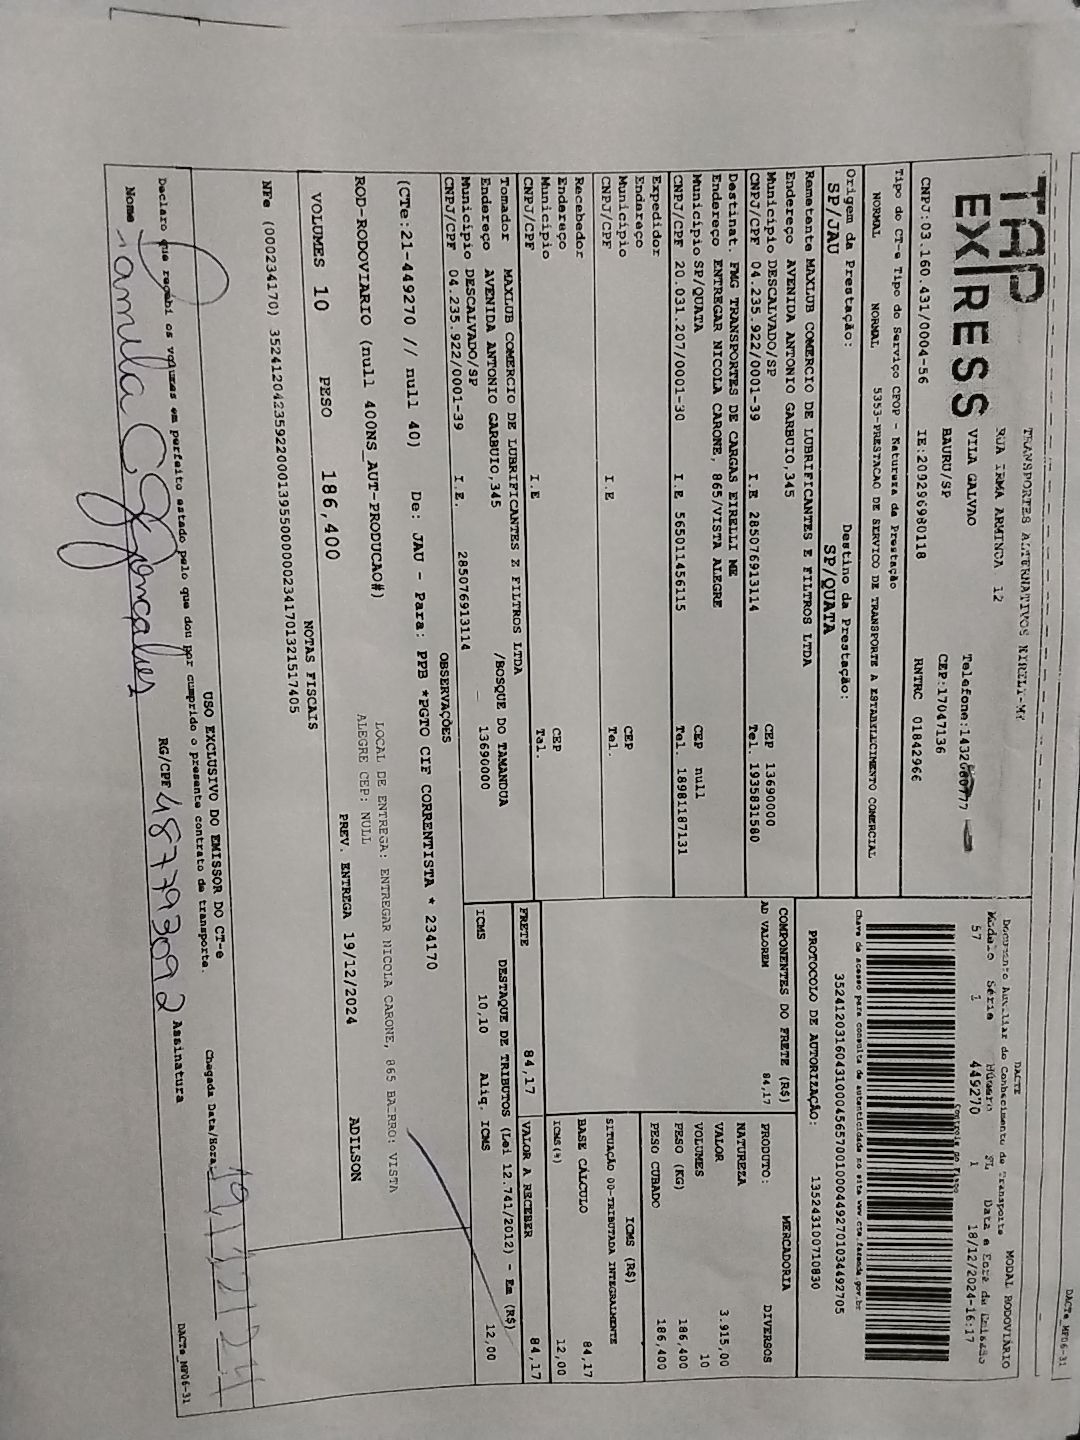 TAP
EXPRESS
TRANSPORTES ALTERNATIVOS EIRELI-ME
RUA IRMA ARMINDA 12
VILA GALVAO Telefone:143
BAURU/SP CEP:17047136
CNPJ:03.160.431/0004-56 IE:209296980118 RNTRC 01842966
DACTE MODAL RODOVIÁRIO
Documento Auxiliar do Conhecimento de Transporte
Modelo Série Número FL Data e Hora de Emissão
57 1 449270 1 18/12/2024-16:17
Controle do Fisco
Chave de acesso para consulta de autenticidade no site www.cte.fazenda.gov.br
35241203160431000456570010004492701034492705
PROTOCOLO DE AUTORIZAÇÃO: 135243100710830
Tipo do CT-e Tipo do Serviço CFOP - Natureza da Prestação
NORMAL NORMAL 5353-PRESTACAO DE SERVICO DE TRANSPORTE A ESTABELECIMENTO COMERCIAL
Origem da Prestação: Destino da Prestação:
SP/JAU SP/QUATA
Remetente MAXLUB COMERCIO DE LUBRIFICANTES E FILTROS LTDA
Endereço AVENIDA ANTONIO GARBUIO,345
Município DESCALVADO/SP CEP 13690000
CNPJ/CPF 04.235.922/0001-39 I.E 285076913114 Tel. 1935831580
Destinat. FMG TRANSPORTES DE CARGAS EIRELLI ME
Endereço ENTREGAR NICOLA CARONE, 865/VISTA ALEGRE
Município SP/QUATA CEP null
CNPJ/CPF 20.031.207/0001-30 I.E 565011456115 Tel. 18981187131
Expedidor
Endereço
Município CEP
CNPJ/CPF I.E Tel.
Recebedor
Endereço
Município CEP
CNPJ/CPF I.E Tel.
Tomador MAXLUB COMERCIO DE LUBRIFICANTES E FILTROS LTDA
Endereço AVENIDA ANTONIO GARBUIO,345 /BOSQUE DO TAMANDUA
Município DESCALVADO/SP 13690000
CNPJ/CPF 04.235.922/0001-39 I.E. 285076913114
COMPONENTES DO FRETE (R$)
AD VALOREM 84,17
MERCADORIA
PRODUTO: DIVERSOS
NATUREZA
VALOR 3.915,00
VOLUMES 10
PESO (KG) 186,400
PESO CUBADO 186,400
ICMS (R$)
SITUAÇÃO 00-TRIBUTADA INTEGRALMENTE
BASE CÁLCULO 84,17
ICMS(%) 12,00
FRETE 84,17 VALOR A RECEBER 84,17
DESTAQUE DE TRIBUTOS (Lei 12.741/2012) - Em (R$)
ICMS 10,10 Aliq. ICMS 12,00
OBSERVAÇÕES
(CTe:21-449270 // null 40) De: JAU - Para: PPB *PGTO CIF CORRENTISTA * 234170
LOCAL DE ENTREGA: ENTREGAR NICOLA CARONE, 865 BAIRRO: VISTA
ALEGRE CEP: NULL
ROD-RODOVIARIO (null 400NS_AUT-PRODUCAO#)
PREV. ENTREGA 19/12/2024 ADILSON
VOLUMES 10 PESO 186,400
NOTAS FISCAIS
NFe (000234170) 35241204235922000139550000002341701321517405
USO EXCLUSIVO DO EMISSOR DO CT-e
Declaro que recebi os volumes em perfeito estado pelo que dou por cumprido o presente contrato de transporte.
Chegada Data/Hora 19/12/24
Nome Pamila C G Gonçalves RG/CPF 487793092 Assinatura
DACTe_MF06-31
DACTe_MF06-31